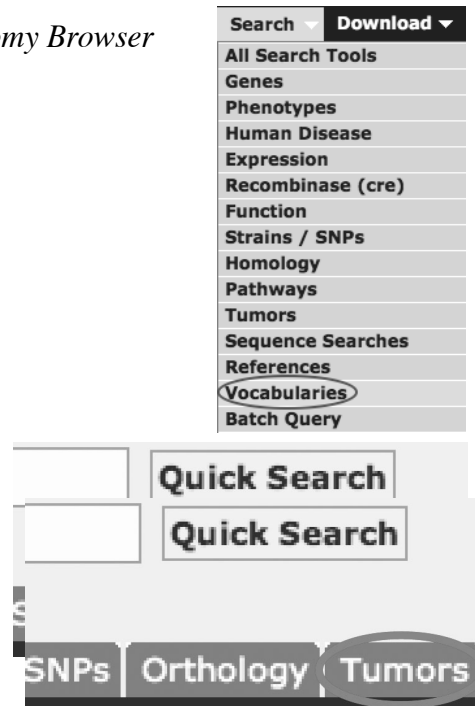 my Browser
Search Download
All Search Tools
Genes
Phenotypes
Human Disease
Expression
Recombinase (cre)
Function
Strains / SNPs
Homology
Pathways
Tumors
Sequence Searches
References
Vocabularies
Batch Query
Quick Search
Quick Search
SNPs Orthology Tumors